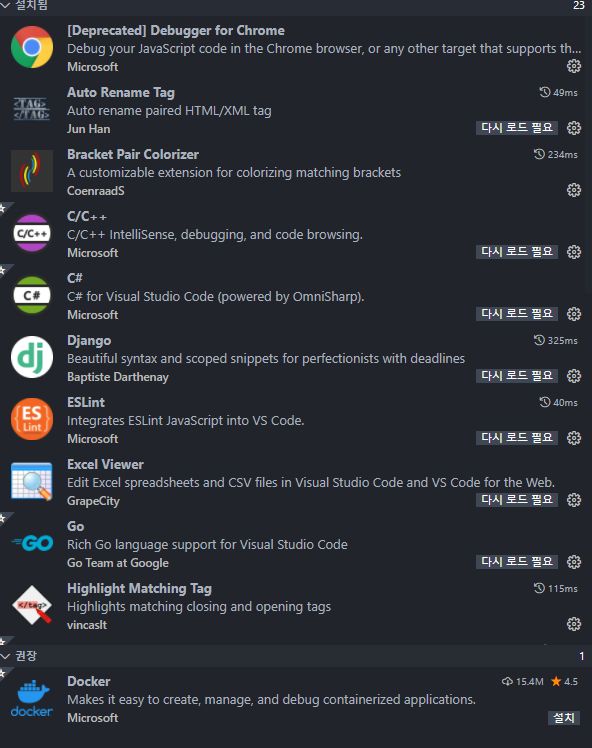 설치됨 23
[Deprecated] Debugger for Chrome
Debug your JavaScript code in the Chrome browser, or any other target that supports th...
Microsoft
<TAG>
</TAG>
Auto Rename Tag 49ms
Auto rename paired HTML/XML tag
Jun Han 다시 로드 필요
Bracket Pair Colorizer 234ms
A customizable extension for colorizing matching brackets
CoenraadS
C/C++
C/C++
C/C++ IntelliSense, debugging, and code browsing.
Microsoft 다시 로드 필요
C#
C#
C# for Visual Studio Code (powered by OmniSharp).
Microsoft 다시 로드 필요
dj
Django 325ms
Beautiful syntax and scoped snippets for perfectionists with deadlines
Baptiste Darthenay 다시 로드 필요
ES
Lint
ESLint 40ms
Integrates ESLint JavaScript into VS Code.
Microsoft 다시 로드 필요
Excel Viewer
Edit Excel spreadsheets and CSV files in Visual Studio Code and VS Code for the Web.
GrapeCity 다시 로드 필요
GO
Go
Rich Go language support for Visual Studio Code
Go Team at Google 다시 로드 필요
</tag>
Highlight Matching Tag 115ms
Highlights matching closing and opening tags
vincaslt
권장 1
docker
Docker 15.4M 4.5
Makes it easy to create, manage, and debug containerized applications.
Microsoft 설치